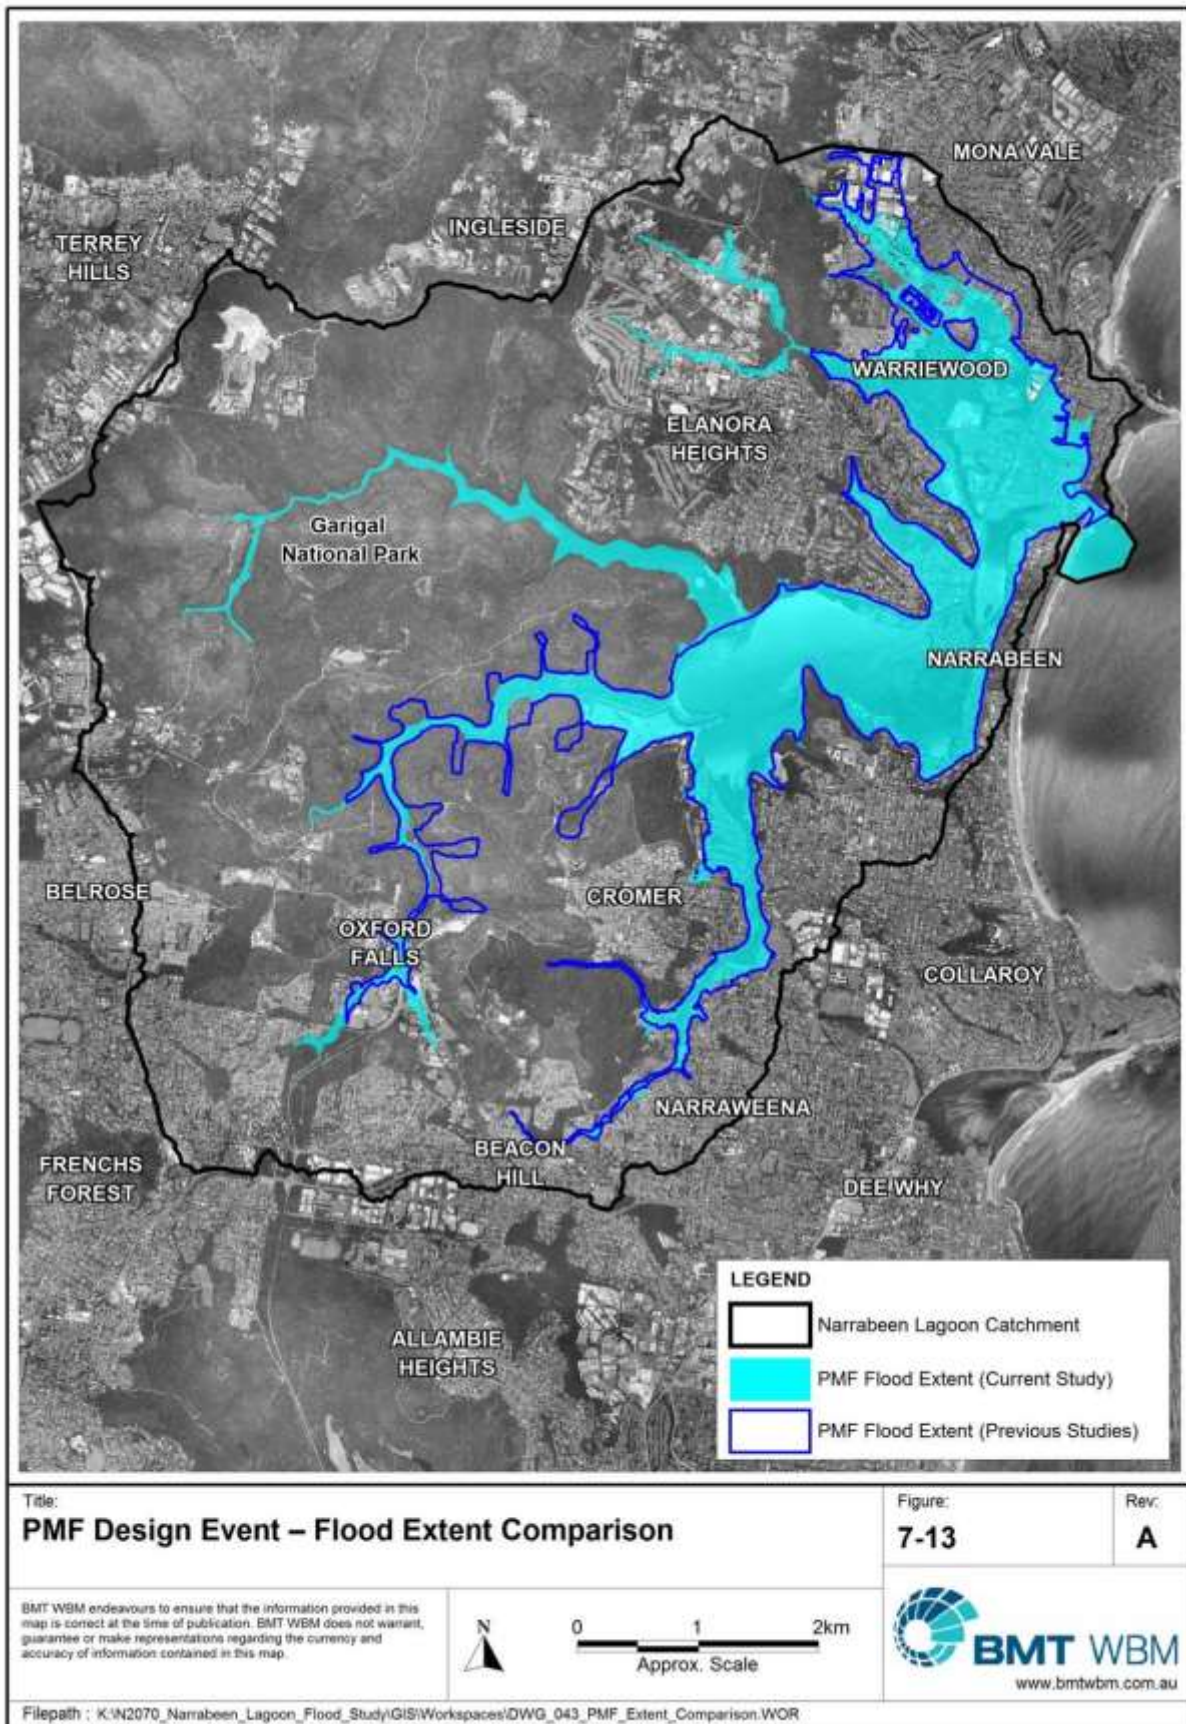 MONA VALE
INGLESIDE
TERREY
HILLS
WARRIEWOOD
ELANORA
HEIGHTS
Garigal
National Park
NARRABEEN
BELROSE
CROMER
OXFORD
FALLS
COLLAROY
NARRAWEENA
BEACON
HILL
FRENCHS
FOREST
DEE WHY
ALLAMBIE
HEIGHTS
LEGEND
Narrabeen Lagoon Catchment
PMF Flood Extent (Current Study)
PMF Flood Extent (Previous Studies)
Title:
PMF Design Event – Flood Extent Comparison
Figure:
7-13
Rev:
A
BMT WBM endeavours to ensure that the information provided in this
map is correct at the time of publication. BMT WBM does not warrant,
guarantee or make representations regarding the currency and
accuracy of information contained in this map.
N
0 1 2km
Approx. Scale
BMT WBM
www.bmtwbm.com.au
Filepath : K:\N2070_Narrabeen_Lagoon_Flood_Study\GIS\Workspaces\DWG_043_PMF_Extent_Comparison.WOR